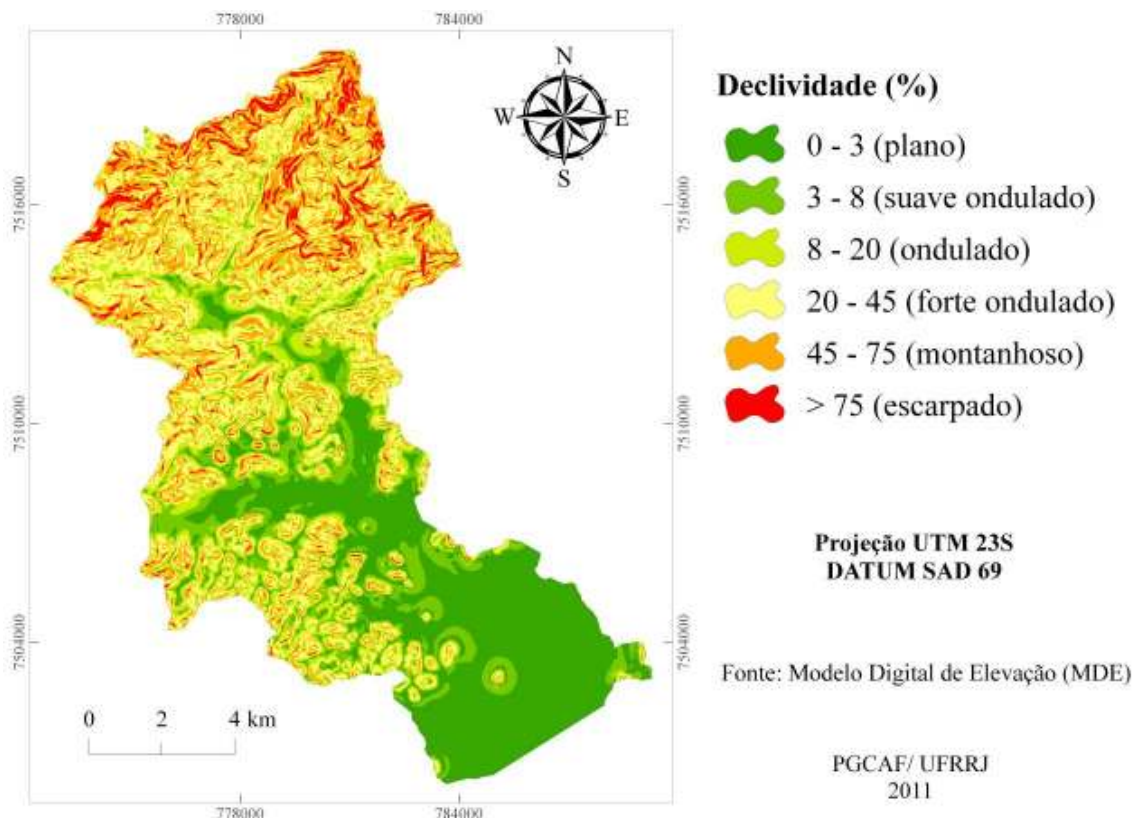 778000
784000
N
W
E
S
7516000
7516000
7510000
7510000
7504000
7504000
0 2 4 km
778000
784000
Declividade (%)
0 - 3 (plano)
3 - 8 (suave ondulado)
8 - 20 (ondulado)
20 - 45 (forte ondulado)
45 - 75 (montanhoso)
> 75 (escarpado)
Projeção UTM 23S
DATUM SAD 69
Fonte: Modelo Digital de Elevação (MDE)
PGCAF/ UFRRJ
2011